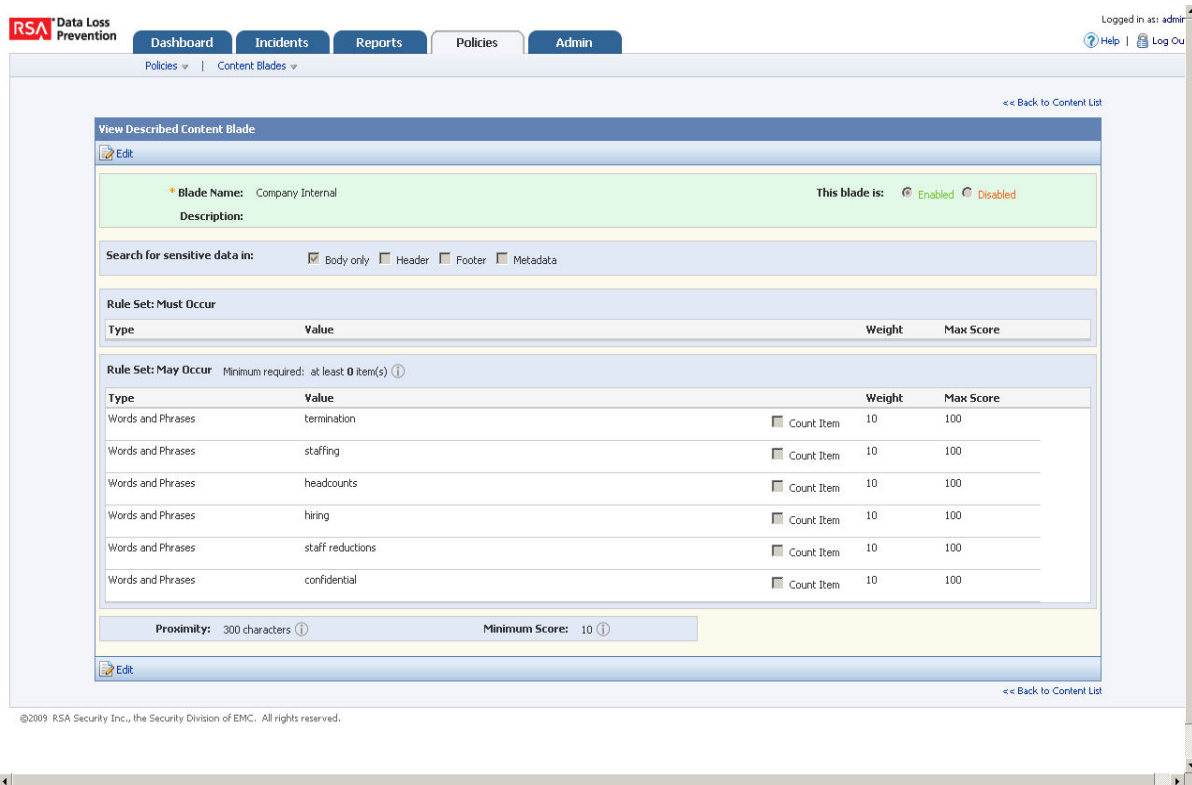 Logged in as: admin
RSA Data Loss Prevention
Dashboard Incidents Reports Policies Admin
Help | Log Ou
Policies | Content Blades
<< Back to Content List
View Described Content Blade
Edit
* Blade Name: Company Internal This blade is: Enabled Disabled
Description:
Search for sensitive data in: Body only Header Footer Metadata
Rule Set: Must Occur
Type Value Weight Max Score
Rule Set: May Occur Minimum required: at least 0 item(s)
Type Value Weight Max Score
Words and Phrases termination Count Item 10 100
Words and Phrases staffing Count Item 10 100
Words and Phrases headcounts Count Item 10 100
Words and Phrases hiring Count Item 10 100
Words and Phrases staff reductions Count Item 10 100
Words and Phrases confidential Count Item 10 100
Proximity: 300 characters Minimum Score: 10
Edit
<< Back to Content List
©2009 RSA Security Inc., the Security Division of EMC. All rights reserved.